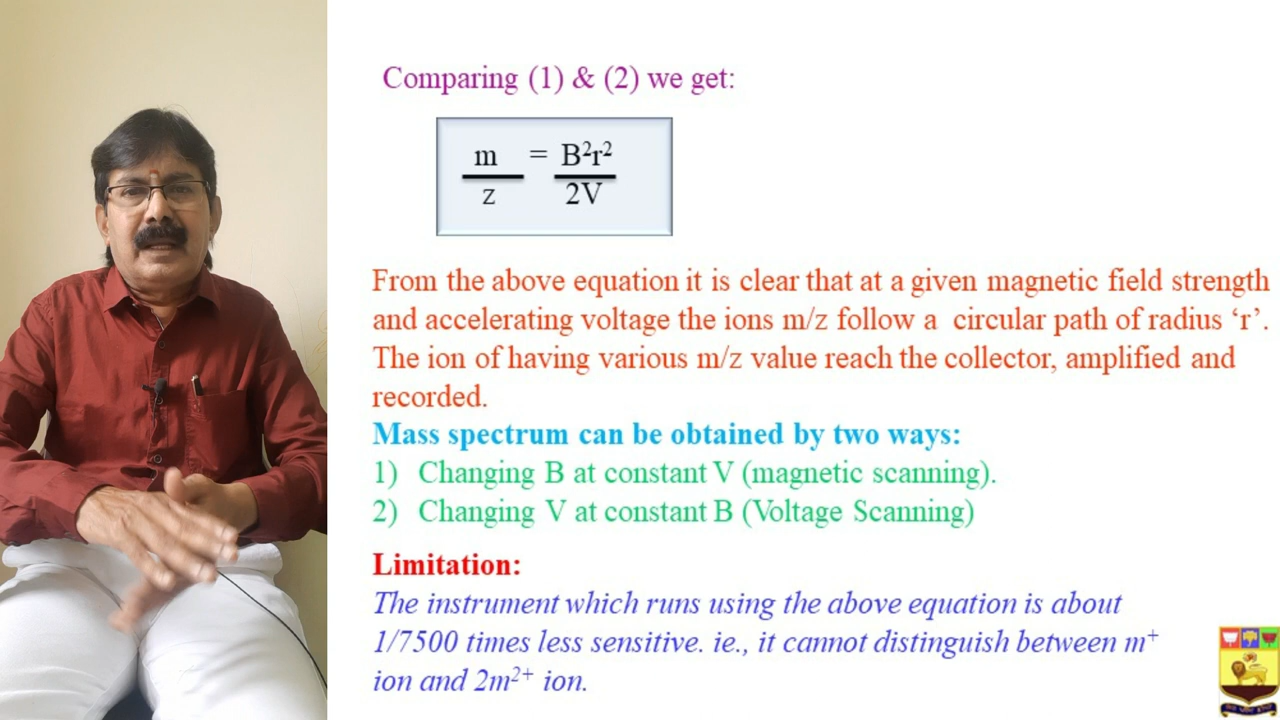 Comparing (1) & (2) we get:
m = B²r²
z 2V
From the above equation it is clear that at a given magnetic field strength
and accelerating voltage the ions m/z follow a circular path of radius ‘r’.
The ion of having various m/z value reach the collector, amplified and
recorded.
Mass spectrum can be obtained by two ways:
1) Changing B at constant V (magnetic scanning).
2) Changing V at constant B (Voltage Scanning)
Limitation:
The instrument which runs using the above equation is about
1/7500 times less sensitive. ie., it cannot distinguish between m⁺
ion and 2m²⁺ ion.